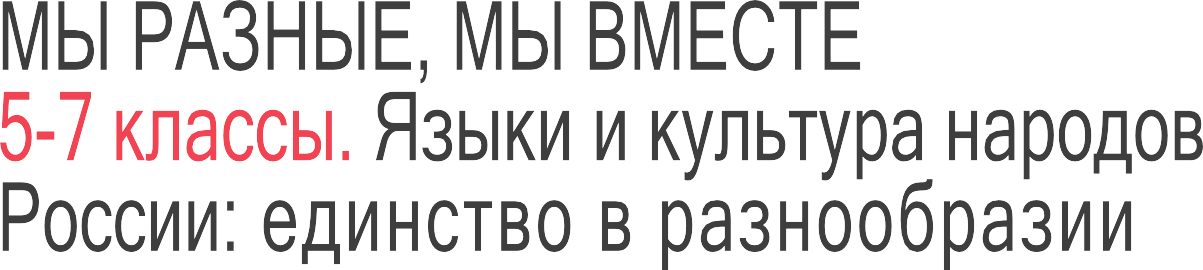 МЫ РАЗНЫЕ, МЫ ВМЕСТЕ
5-7 классы. Языки и культура народов
России: единство в разнообразии